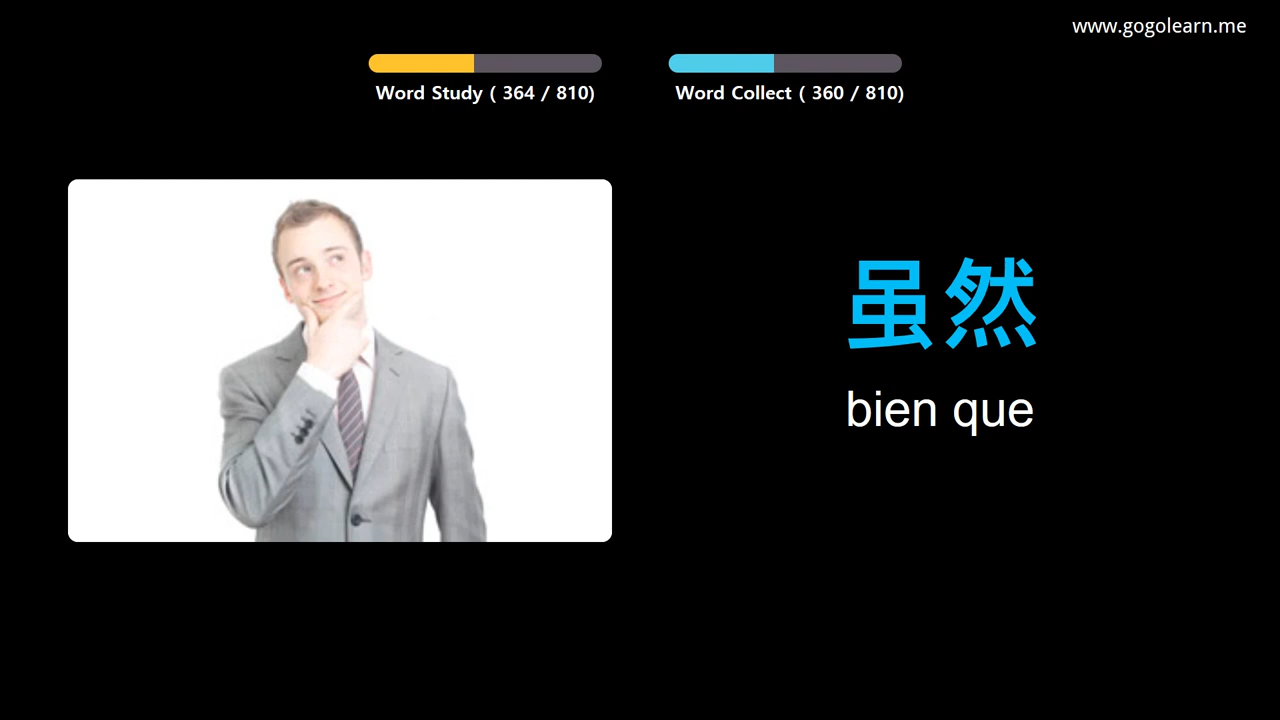 www.gogolearn.me
Word Study ( 364 / 810)
Word Collect ( 360 / 810)
虽然
bien que